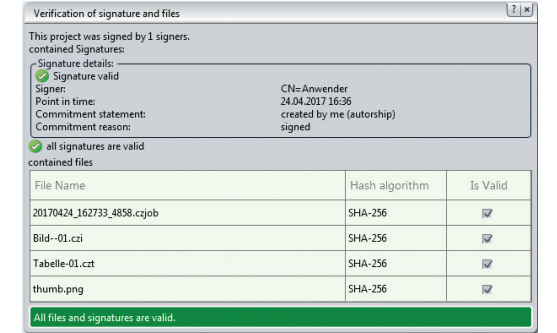 Verification of signature and files
This project was signed by 1 signers.
contained Signatures:
Signature details:
Signature valid
Signer: CN=Anwender
Point in time: 24.04.2017 16:36
Commitment statement: created by me (autorship)
Commitment reason: signed
all signatures are valid
contained files
File Name Hash algorithm Is Valid
20170424_162733_4858.czjob SHA-256
Bild--01.czi SHA-256
Tabelle-01.czt SHA-256
thumb.png SHA-256
All files and signatures are valid.